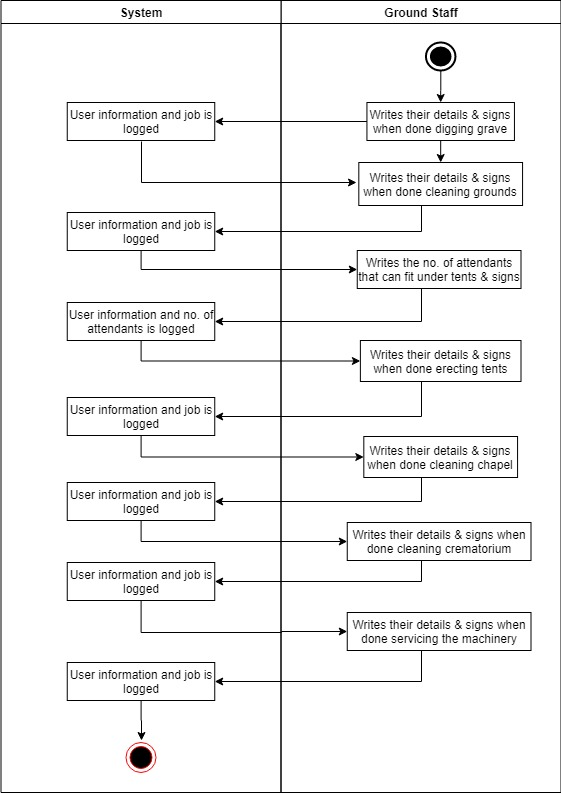 System
Ground Staff
User information and job is
logged
Writes their details & signs
when done digging grave
Writes their details & signs
when done cleaning grounds
User information and job is
logged
Writes the no. of attendants
that can fit under tents & signs
User information and no. of
attendants is logged
Writes their details & signs
when done erecting tents
User information and job is
logged
Writes their details & signs
when done cleaning chapel
User information and job is
logged
Writes their details & signs when
done cleaning crematorium
User information and job is
logged
Writes their details & signs when
done servicing the machinery
User information and job is
logged